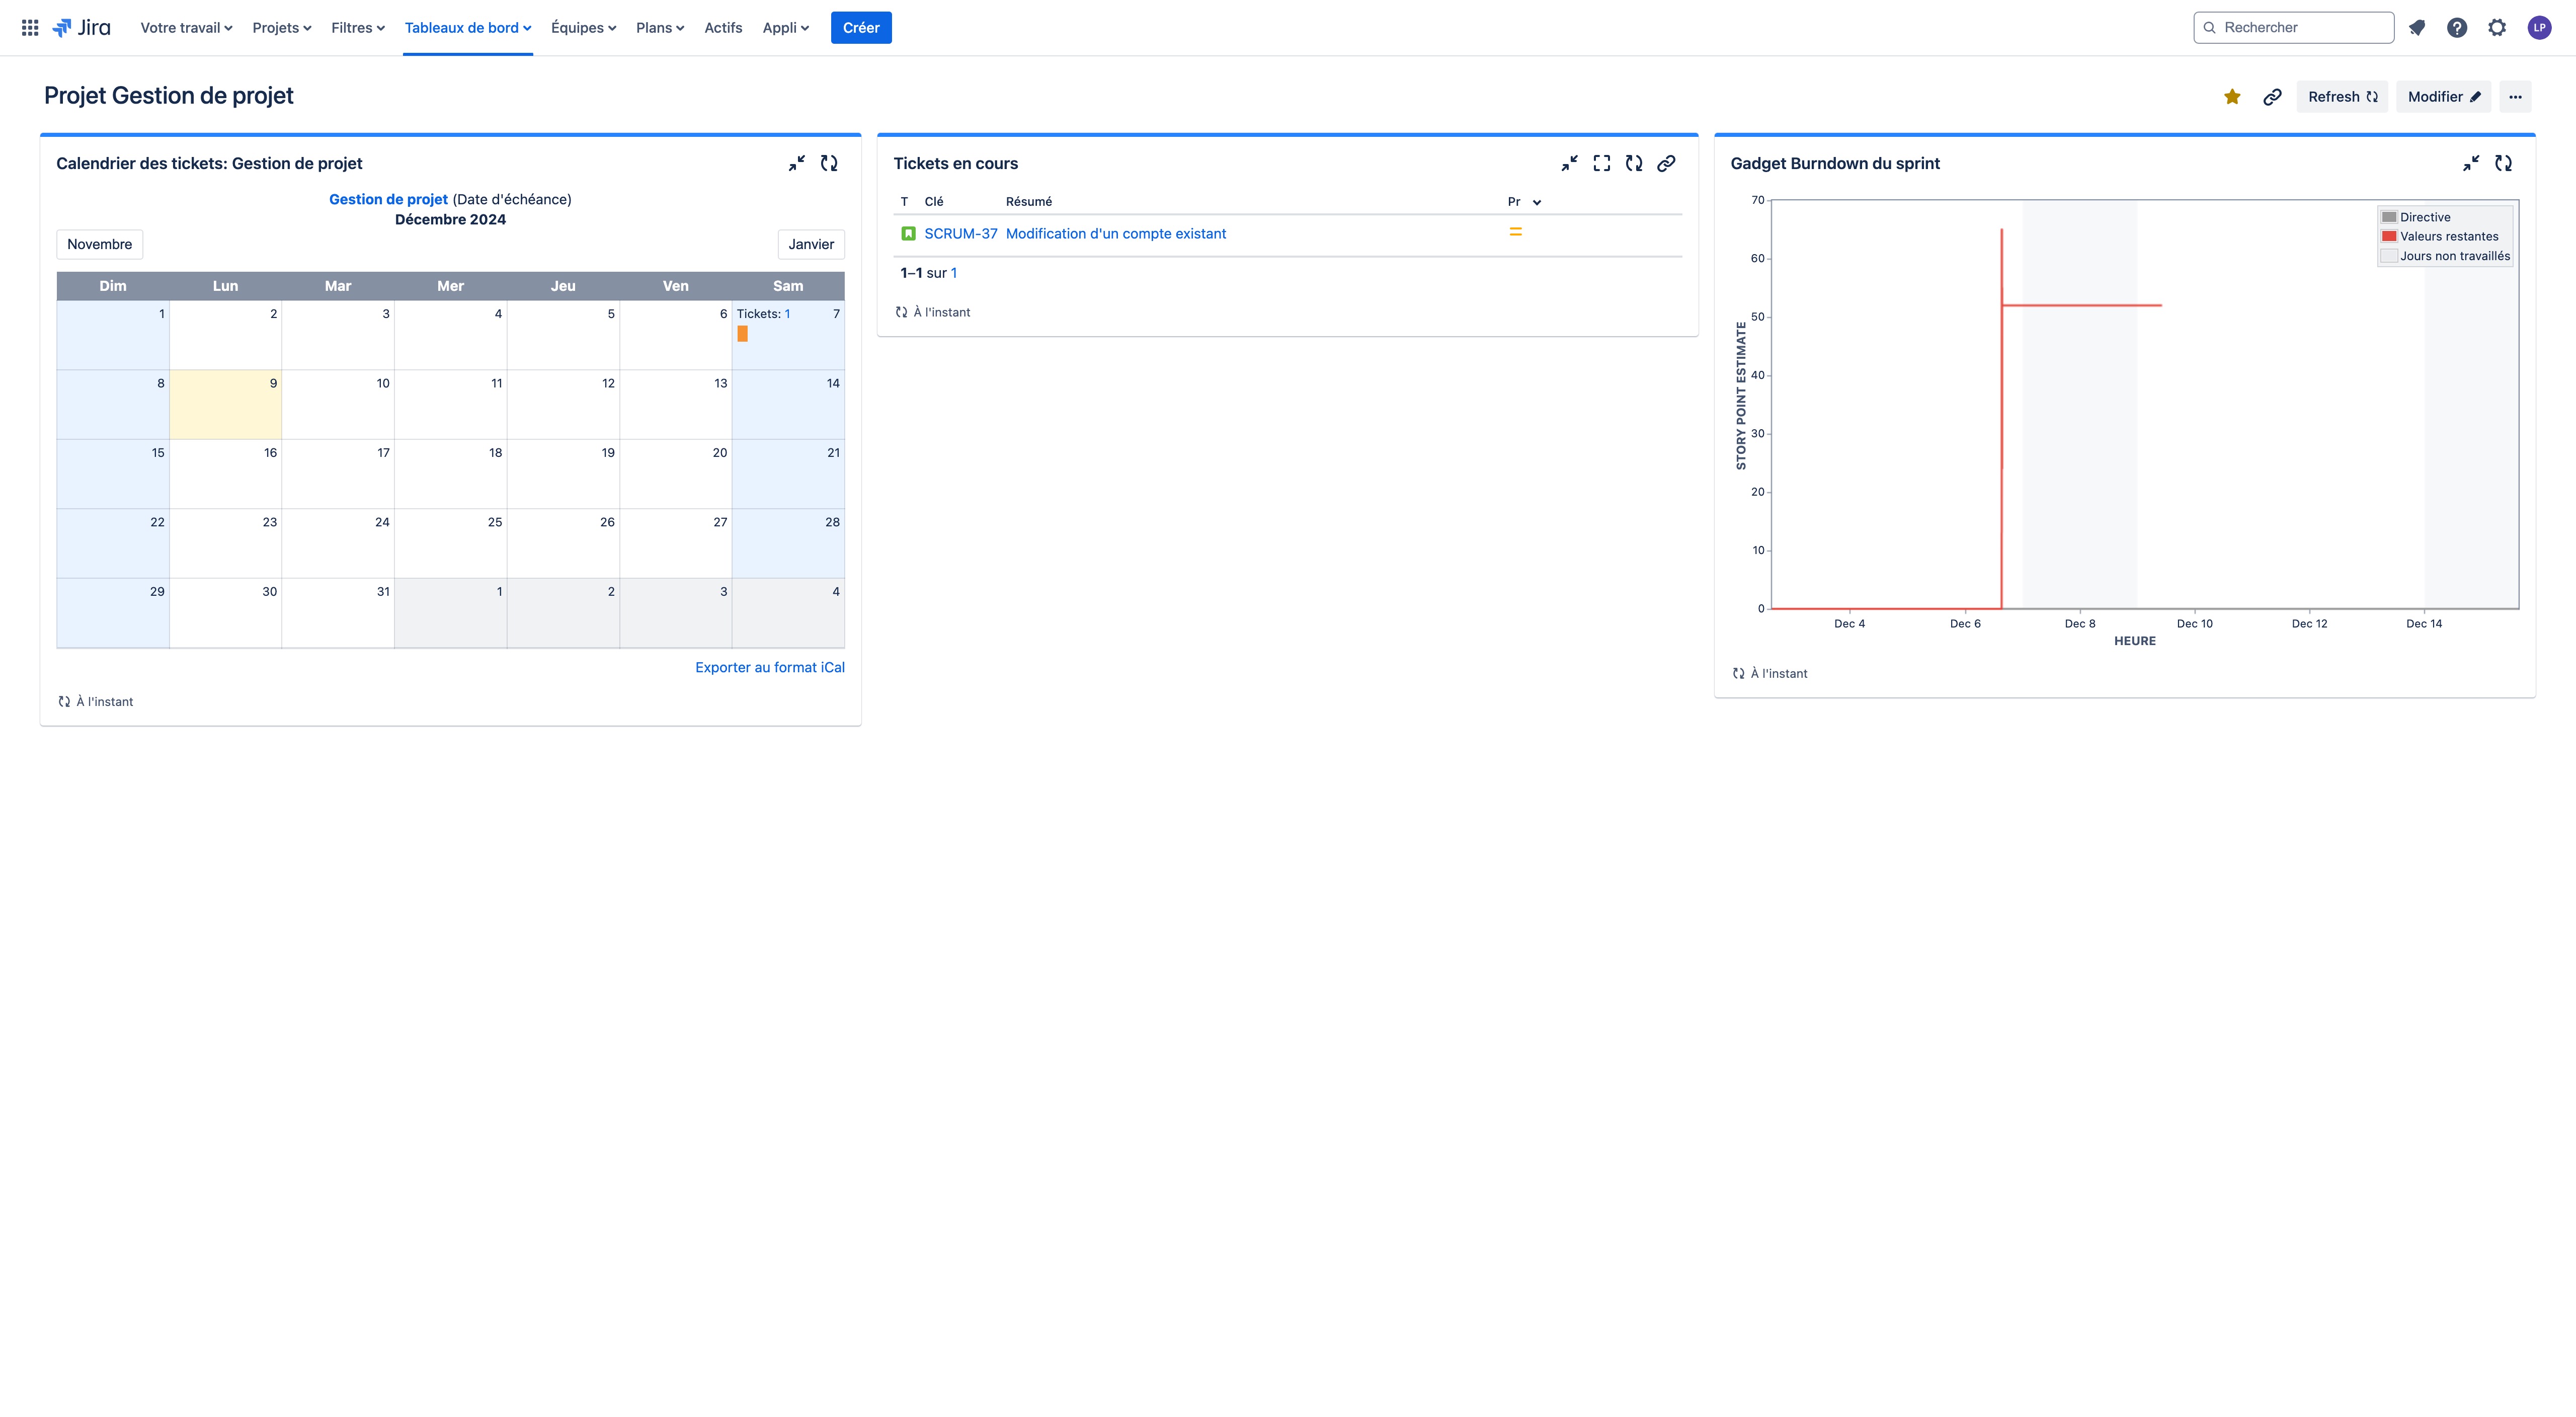 Jira Votre travail Projets Filtres Tableaux de bord Équipes Plans Actifs Appli Créer Rechercher LP
Projet Gestion de projet
Refresh Modifier
Calendrier des tickets: Gestion de projet
Gestion de projet (Date d'échéance)
Décembre 2024
Novembre Janvier
Dim Lun Mar Mer Jeu Ven Sam
1 2 3 4 5 6 Tickets: 1 7
8 9 10 11 12 13 14
15 16 17 18 19 20 21
22 23 24 25 26 27 28
29 30 31 1 2 3 4
Exporter au format iCal
À l'instant
Tickets en cours
T Clé Résumé Pr
SCRUM-37 Modification d'un compte existant
1–1 sur 1
À l'instant
Gadget Burndown du sprint
Directive
Valeurs restantes
Jours non travaillés
STORY POINT ESTIMATE
70
60
50
40
30
20
10
0
Dec 4 Dec 6 Dec 8 Dec 10 Dec 12 Dec 14
HEURE
À l'instant